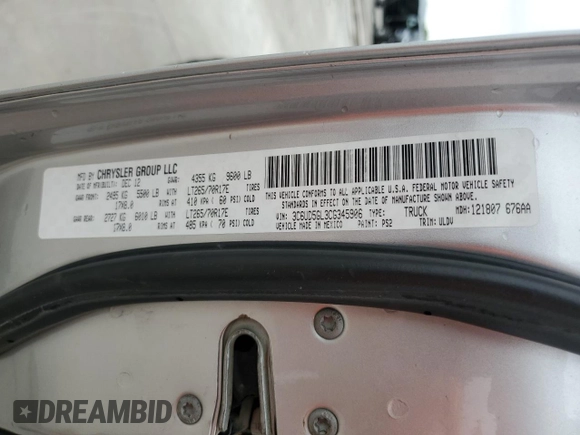 MFD BY CHRYSLER GROUP LLC GVWR: 4355 KG 9600 LB
DATE OF MFR/BUILT: DEC 12
GAWR FRONT: 2495 KG 5500 LB WITH LT265/70R17E TIRES
17X8.0 RIMS AT 410 KPA ( 60 PSI) COLD
GAWR REAR: 2727 KG 6010 LB WITH LT265/70R17E TIRES
17X8.0 RIMS AT 485 KPA ( 70 PSI) COLD
THIS VEHICLE CONFORMS TO ALL APPLICABLE U.S.A. FEDERAL MOTOR VEHICLE SAFETY
STANDARDS IN EFFECT ON THE DATE OF MANUFACTURE SHOWN ABOVE.
VIN: TYPE: TRUCK MDH: 121807 676AA
VEHICLE MADE IN MEXICO PAINT: PS2 TRIM: ULDV
DREAMBID